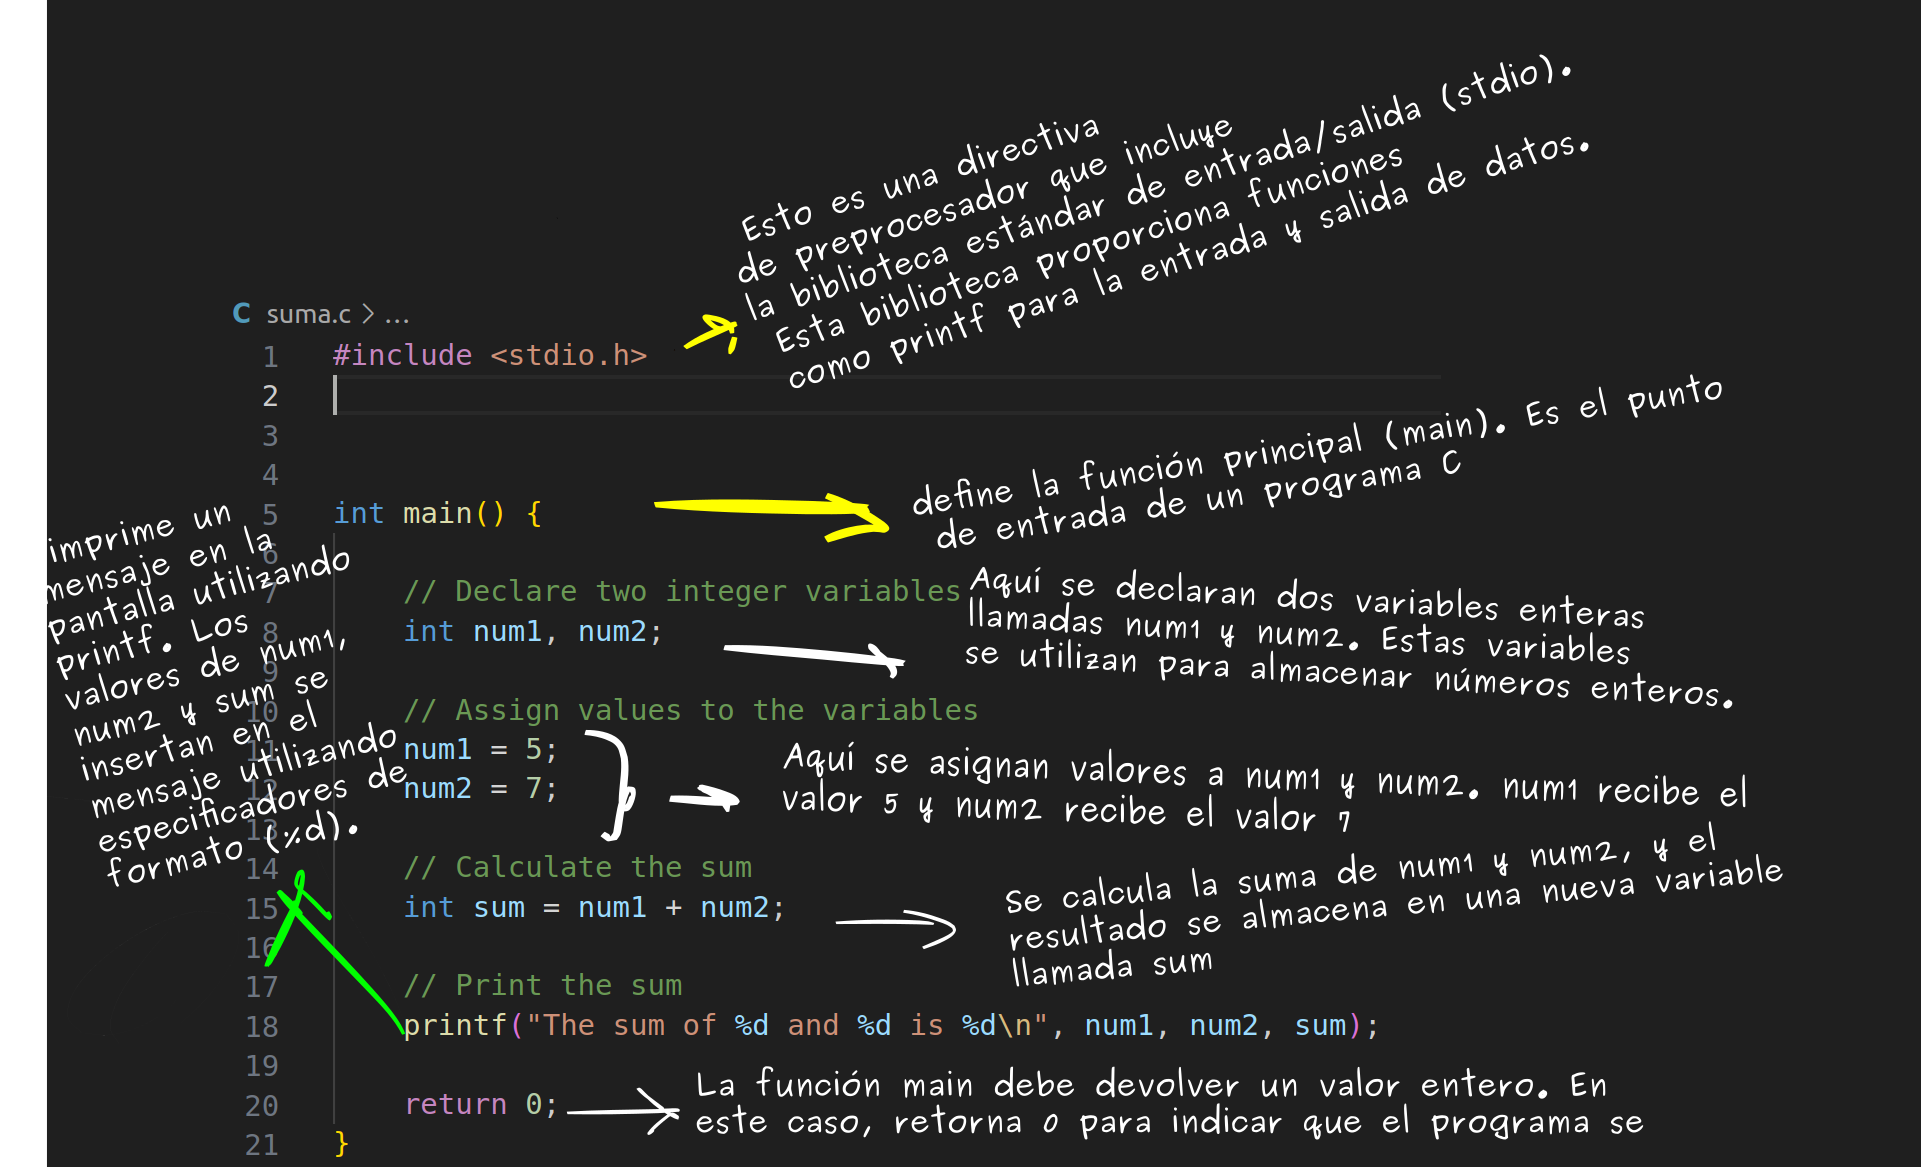 Esto es una directiva
de preprocesador que incluye
la biblioteca estándar de entrada/salida (stdio).
Esta biblioteca proporciona funciones
como printf para la entrada y salida de datos.
C suma.c > ...
1 #include <stdio.h>
2
3
4
define la función principal (main). Es el punto
de entrada de un programa C
5 int main() {
6
7 // Declare two integer variables
8 int num1, num2;
9
Aquí se declaran dos variables enteras
llamadas num1 y num2. Estas variables
se utilizan para almacenar números enteros.
10 // Assign values to the variables
11 num1 = 5;
12 num2 = 7;
13
Aquí se asignan valores a num1 y num2. num1 recibe el
valor 5 y num2 recibe el valor 7
14 // Calculate the sum
15 int sum = num1 + num2;
16
Se calcula la suma de num1 y num2, y el
resultado se almacena en una nueva variable
llamada sum
17 // Print the sum
18 printf("The sum of %d and %d is %d\n", num1, num2, sum);
19
imprime un
mensaje en la
pantalla utilizando
printf. Los
valores de num1,
num2 y sum se
insertan en el
mensaje utilizando
especificadores de
formato (%d).
20 return 0;
La función main debe devolver un valor entero. En
este caso, retorna 0 para indicar que el programa se
21 }